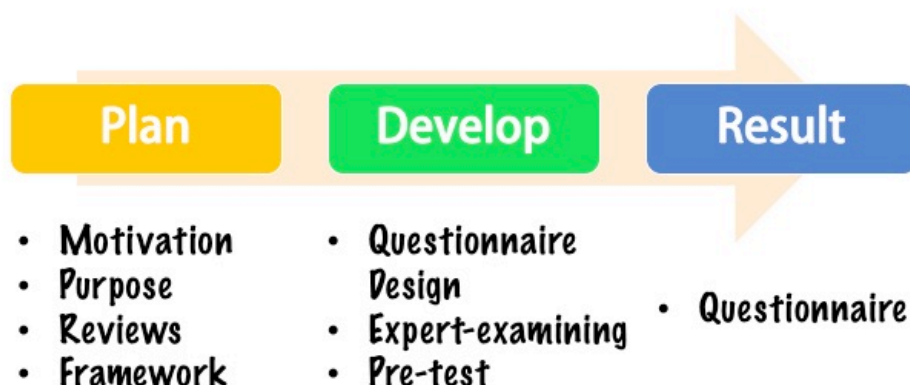 Plan
Develop
Result
• Motivation
• Purpose
• Reviews
• Framework
• Questionnaire
Design
• Expert-examining
• Pre-test
• Questionnaire